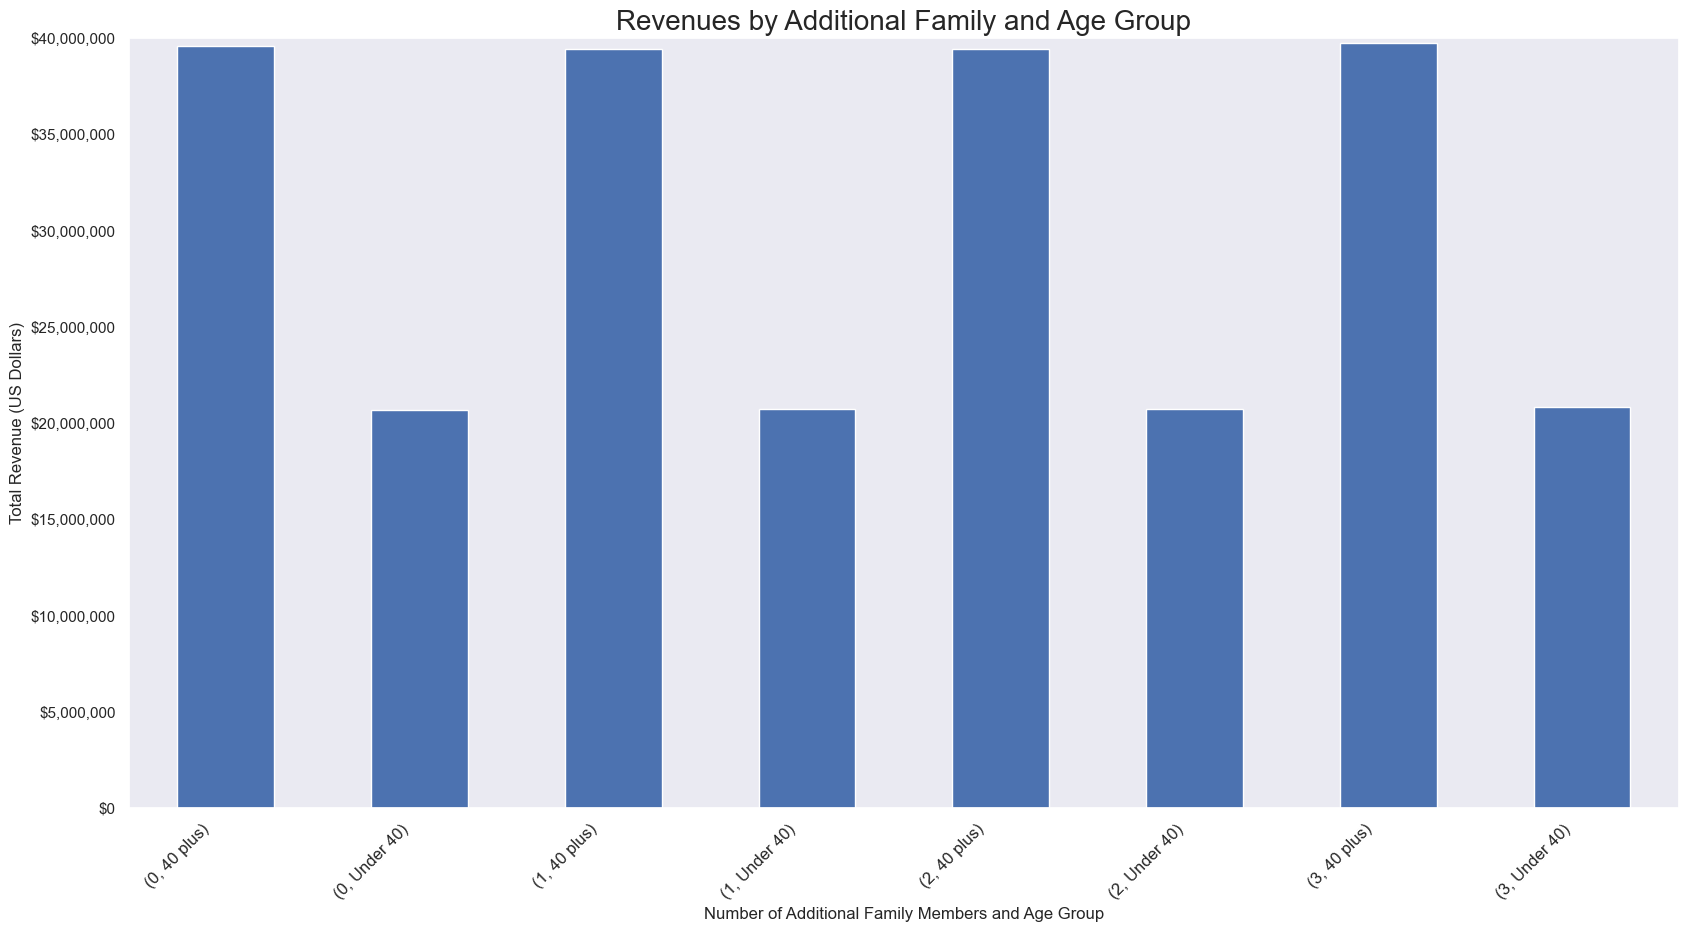 Revenues by Additional Family and Age Group
$40,000,000
$35,000,000
$30,000,000
$25,000,000
$20,000,000
$15,000,000
$10,000,000
$5,000,000
$0
Total Revenue (US Dollars)
(0, 40 plus)
(0, Under 40)
(1, 40 plus)
(1, Under 40)
(2, 40 plus)
(2, Under 40)
(3, 40 plus)
(3, Under 40)
Number of Additional Family Members and Age Group